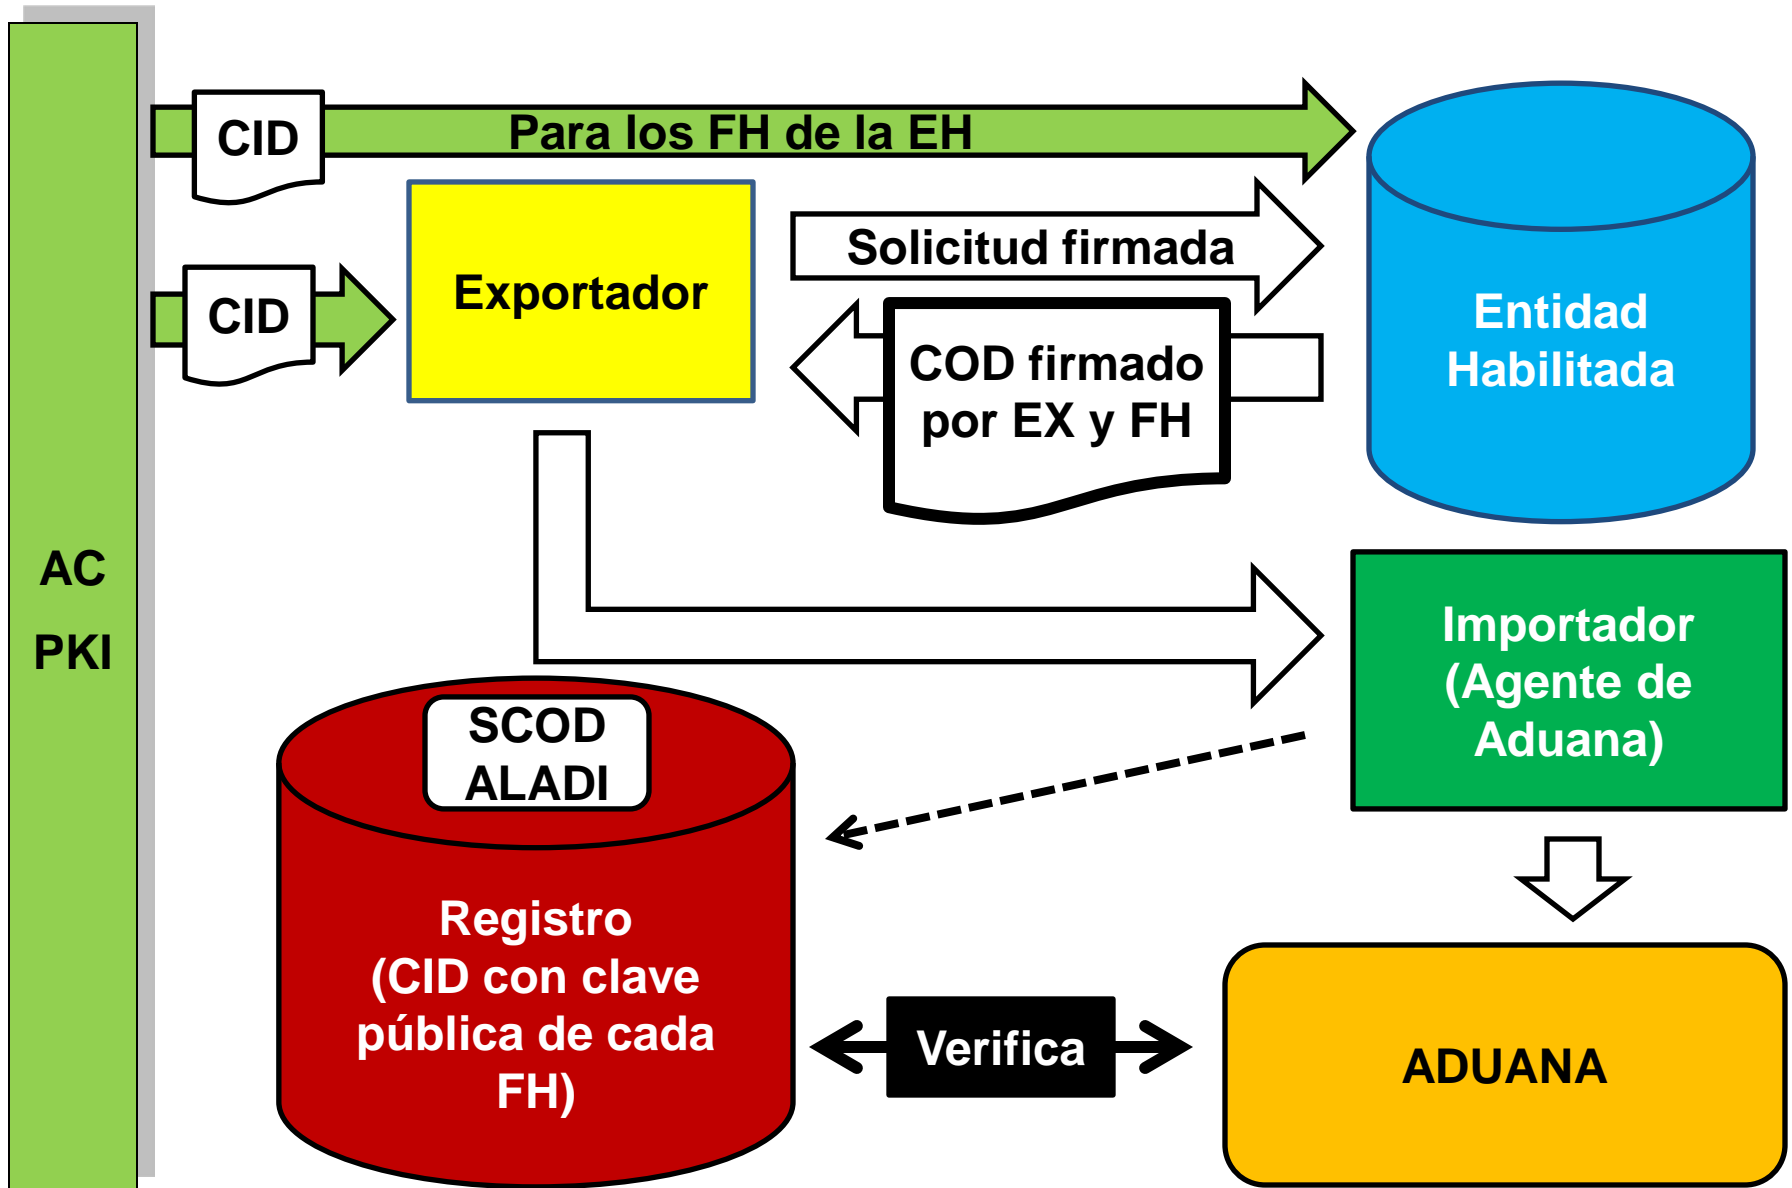 CID
Para los FH de la EH
CID
Exportador
Solicitud firmada
COD firmado
por EX y FH
Entidad
Habilitada
AC
PKI
Importador
(Agente de
Aduana)
SCOD
ALADI
Registro
(CID con clave
pública de cada
FH)
Verifica
ADUANA